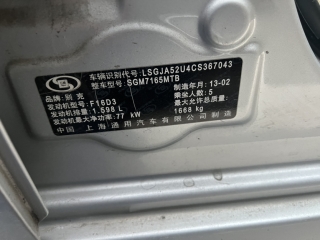 车辆识别代号: LSGJA52U4CS367043
整车型号: SGM7165MTB
品牌: 别克
制造年月: 13-02
发动机型号: F16D3
乘坐人数: 5
发动机排量: 1.598 L
最大允许总质量:
发动机最大净功率: 77 kW
1668 kg
中国 上海通用汽车有限公司 制造